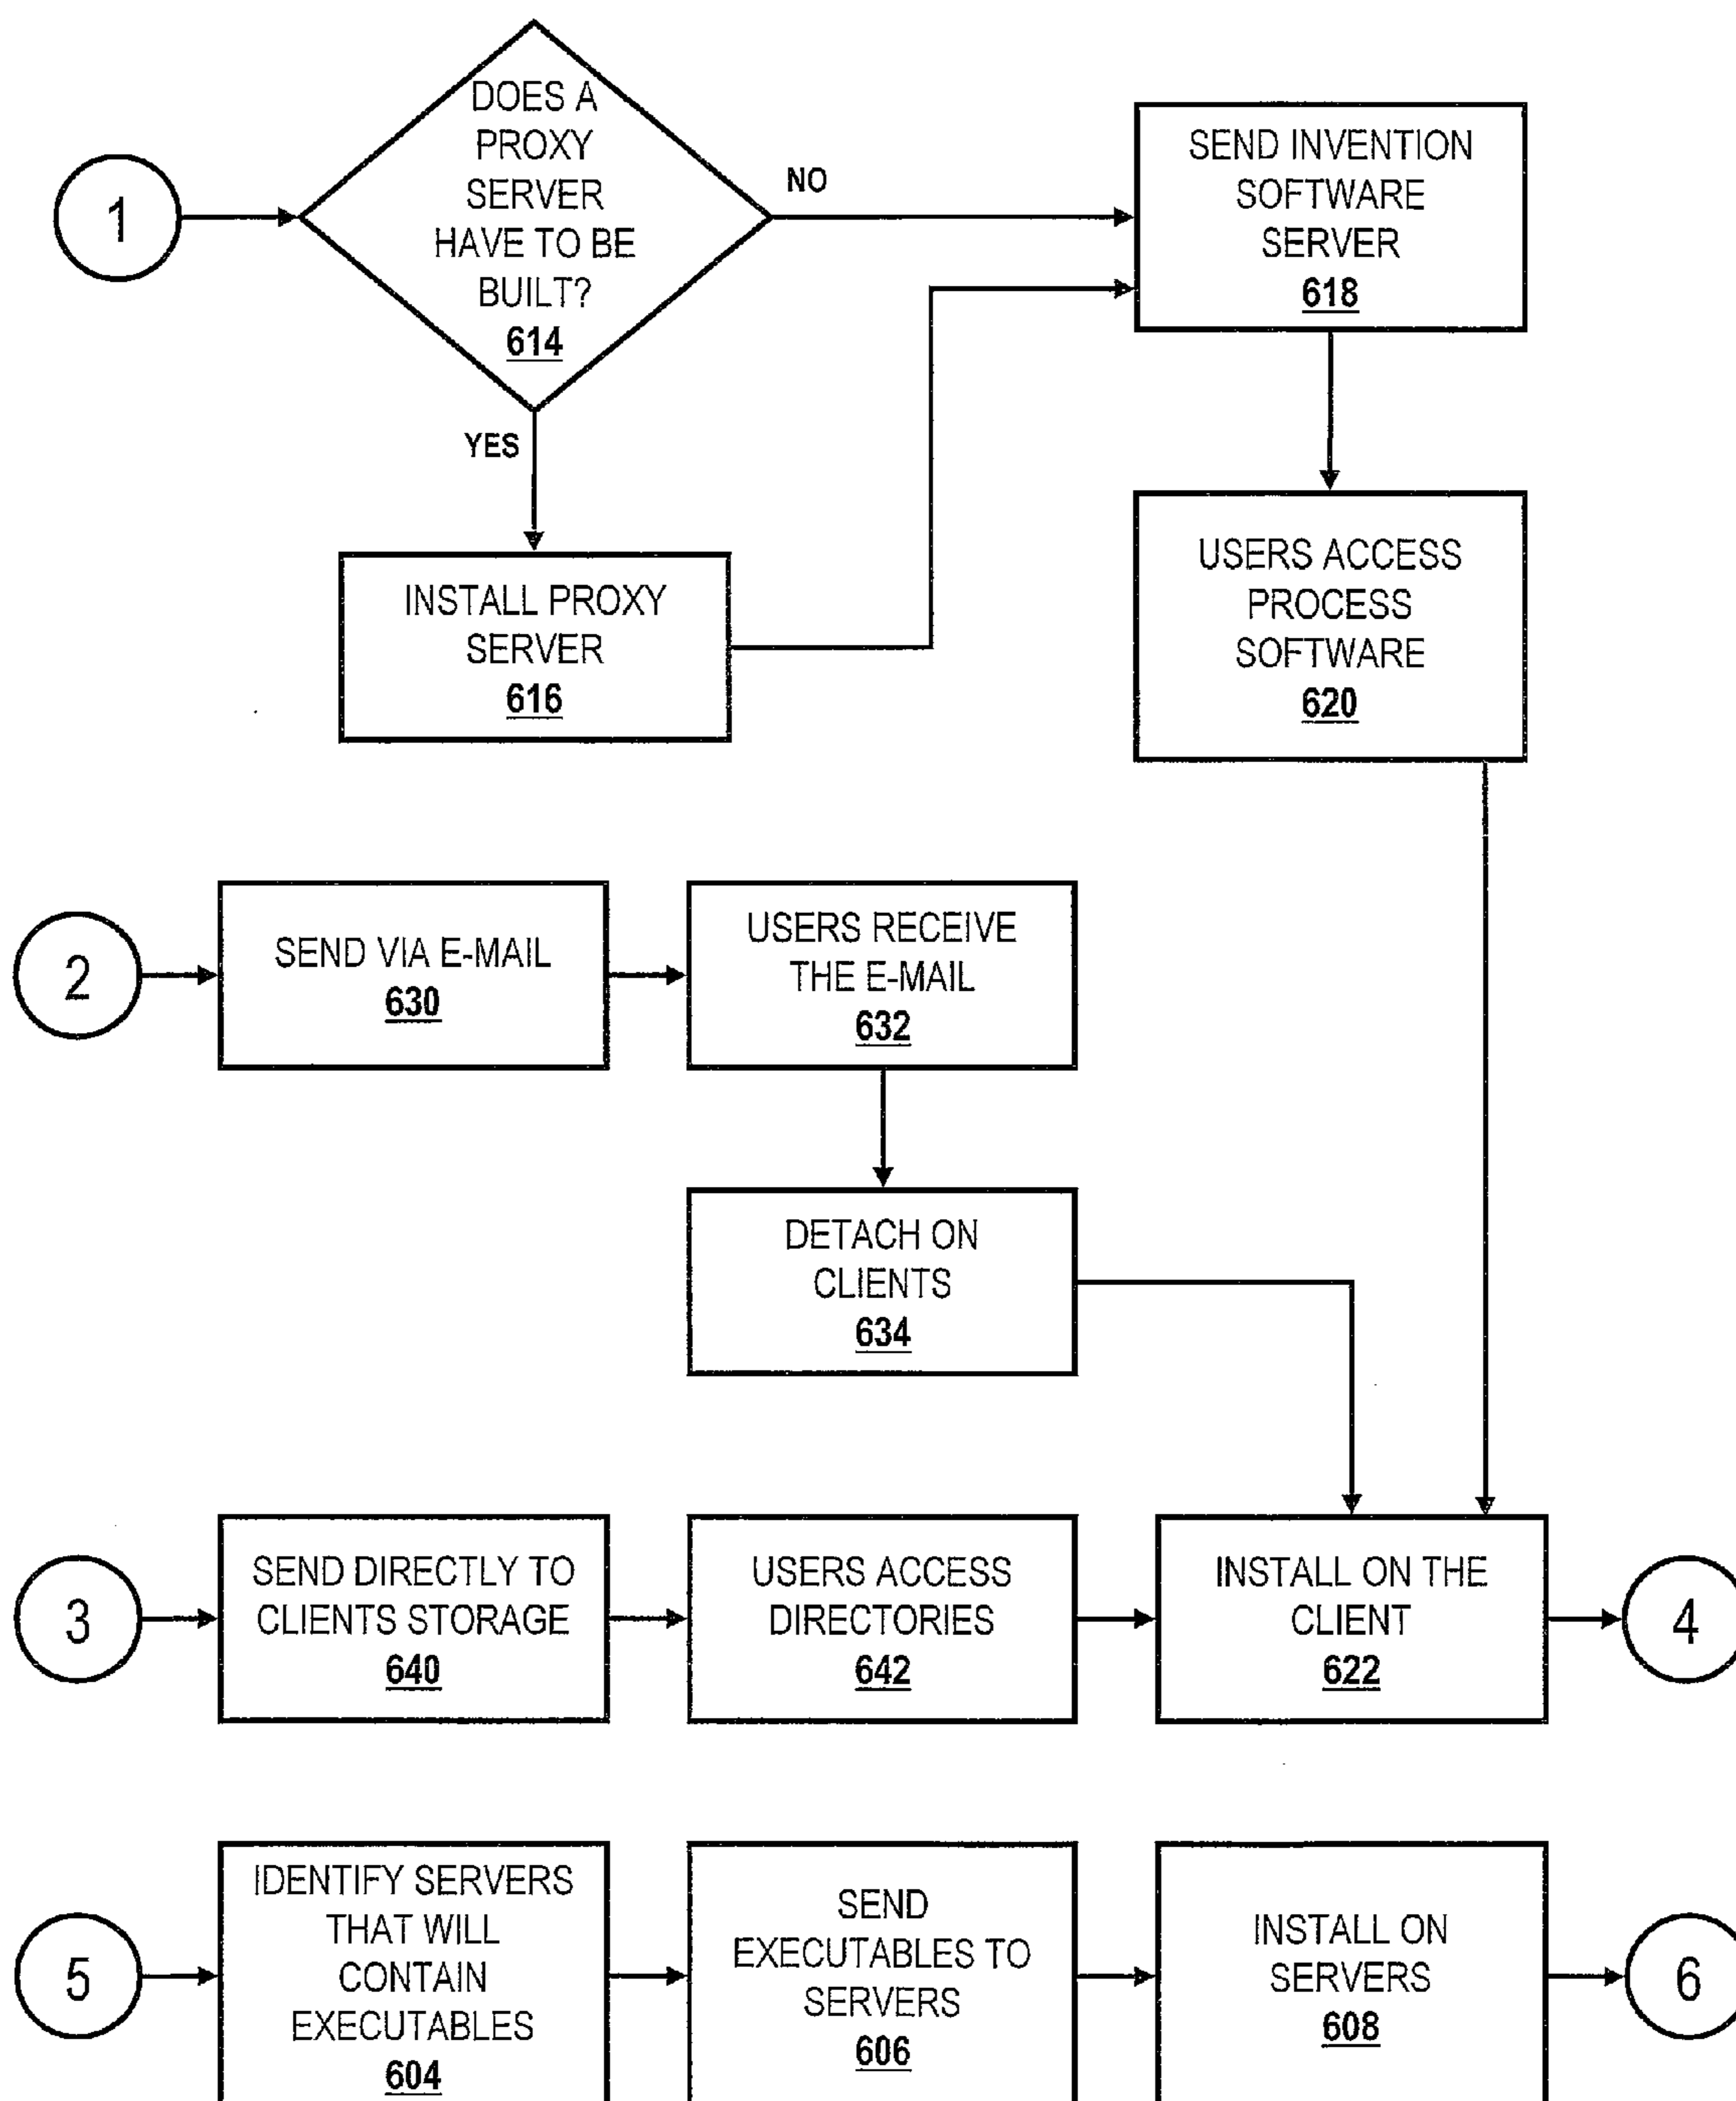 1
DOES A
PROXY
SERVER
HAVE TO BE
BUILT?
614
NO
YES
INSTALL PROXY
SERVER
616
SEND INVENTION
SOFTWARE
SERVER
618
USERS ACCESS
PROCESS
SOFTWARE
620
2
SEND VIA E-MAIL
630
USERS RECEIVE
THE E-MAIL
632
DETACH ON
CLIENTS
634
3
SEND DIRECTLY TO
CLIENTS STORAGE
640
USERS ACCESS
DIRECTORIES
642
INSTALL ON THE
CLIENT
622
4
5
IDENTIFY SERVERS
THAT WILL
CONTAIN
EXECUTABLES
604
SEND
EXECUTABLES TO
SERVERS
606
INSTALL ON
SERVERS
608
6